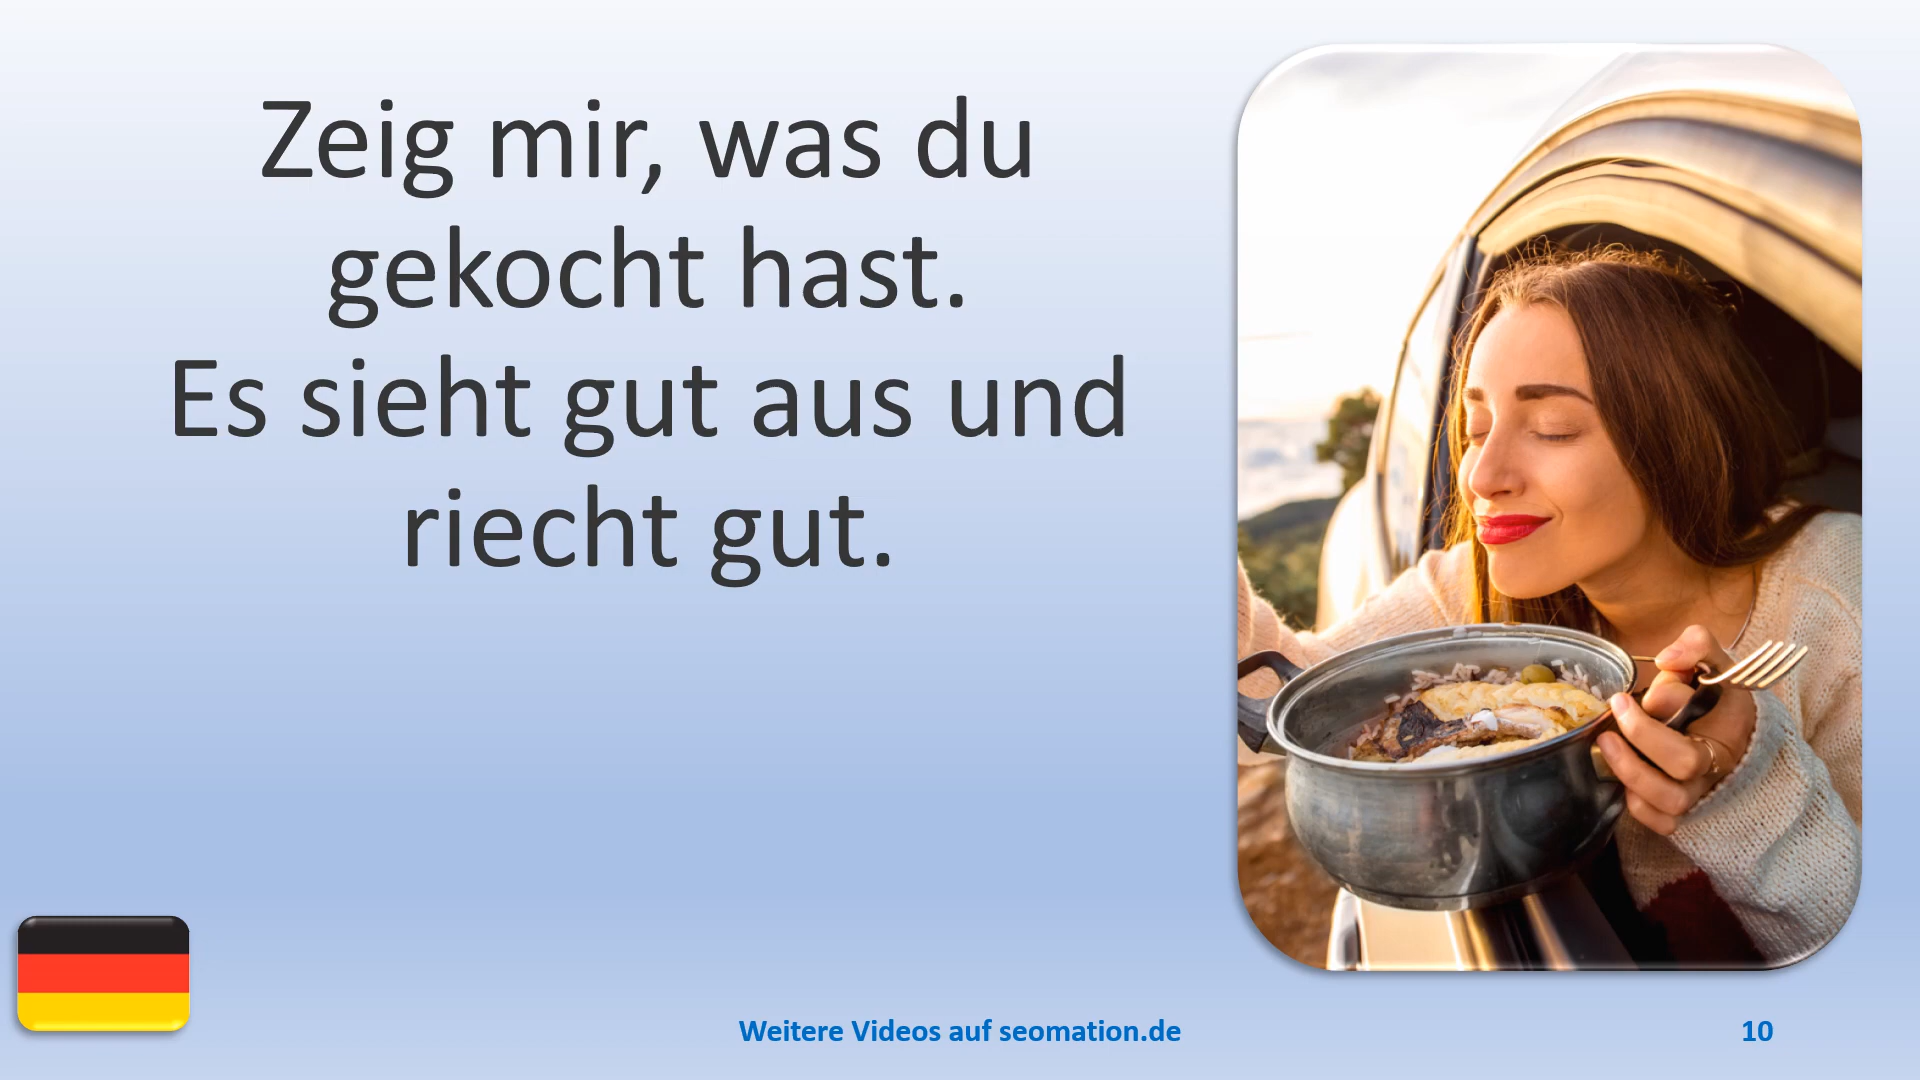 Zeig mir, was du
gekocht hast.
Es sieht gut aus und
riecht gut.
Weitere Videos auf seomation.de
10